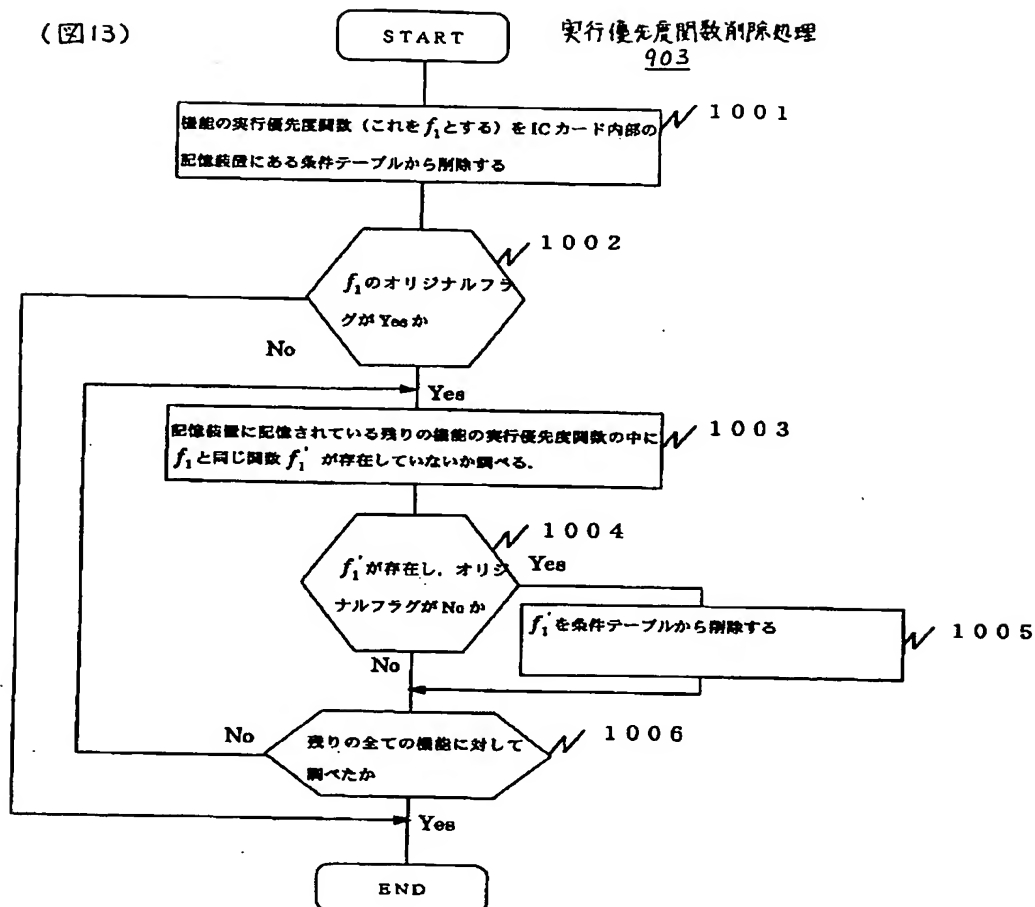 (図13)
START
実行優先度関数削除処理
903
機能の実行優先度関数（これをf₁とする）をICカード内部の
記憶装置にある条件テーブルから削除する
1001
1002
f₁のオリジナルフラ
グがYesか
No
Yes
記憶装置に記憶されている残りの機能の実行優先度関数の中に
f₁と同じ関数f₁'が存在していないか調べる.
1003
1004
f₁'が存在し，オリジ
ナルフラグがNoか
Yes
f₁'を条件テーブルから削除する
1005
No
No
残りの全ての機能に対して
調べたか
1006
Yes
END